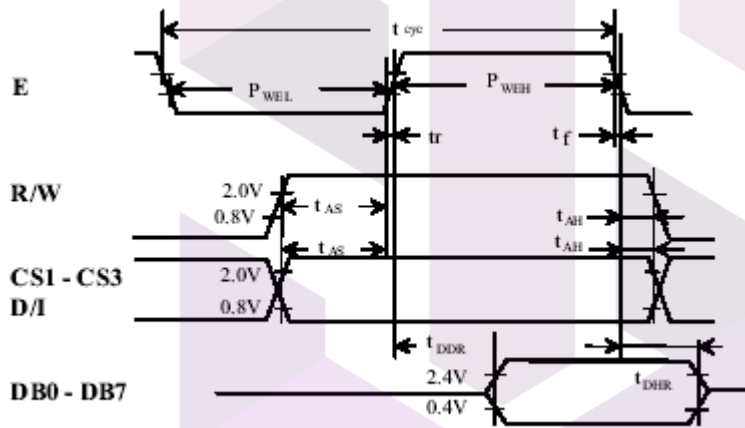 t cyc
E
P WEL
P WEH
tr
t f
R/W
2.0V
0.8V
t AS
t AH
t AS
t AH
CS1 - CS3
D/I
2.0V
0.8V
t DDR
t DHR
DB0 - DB7
2.4V
0.4V